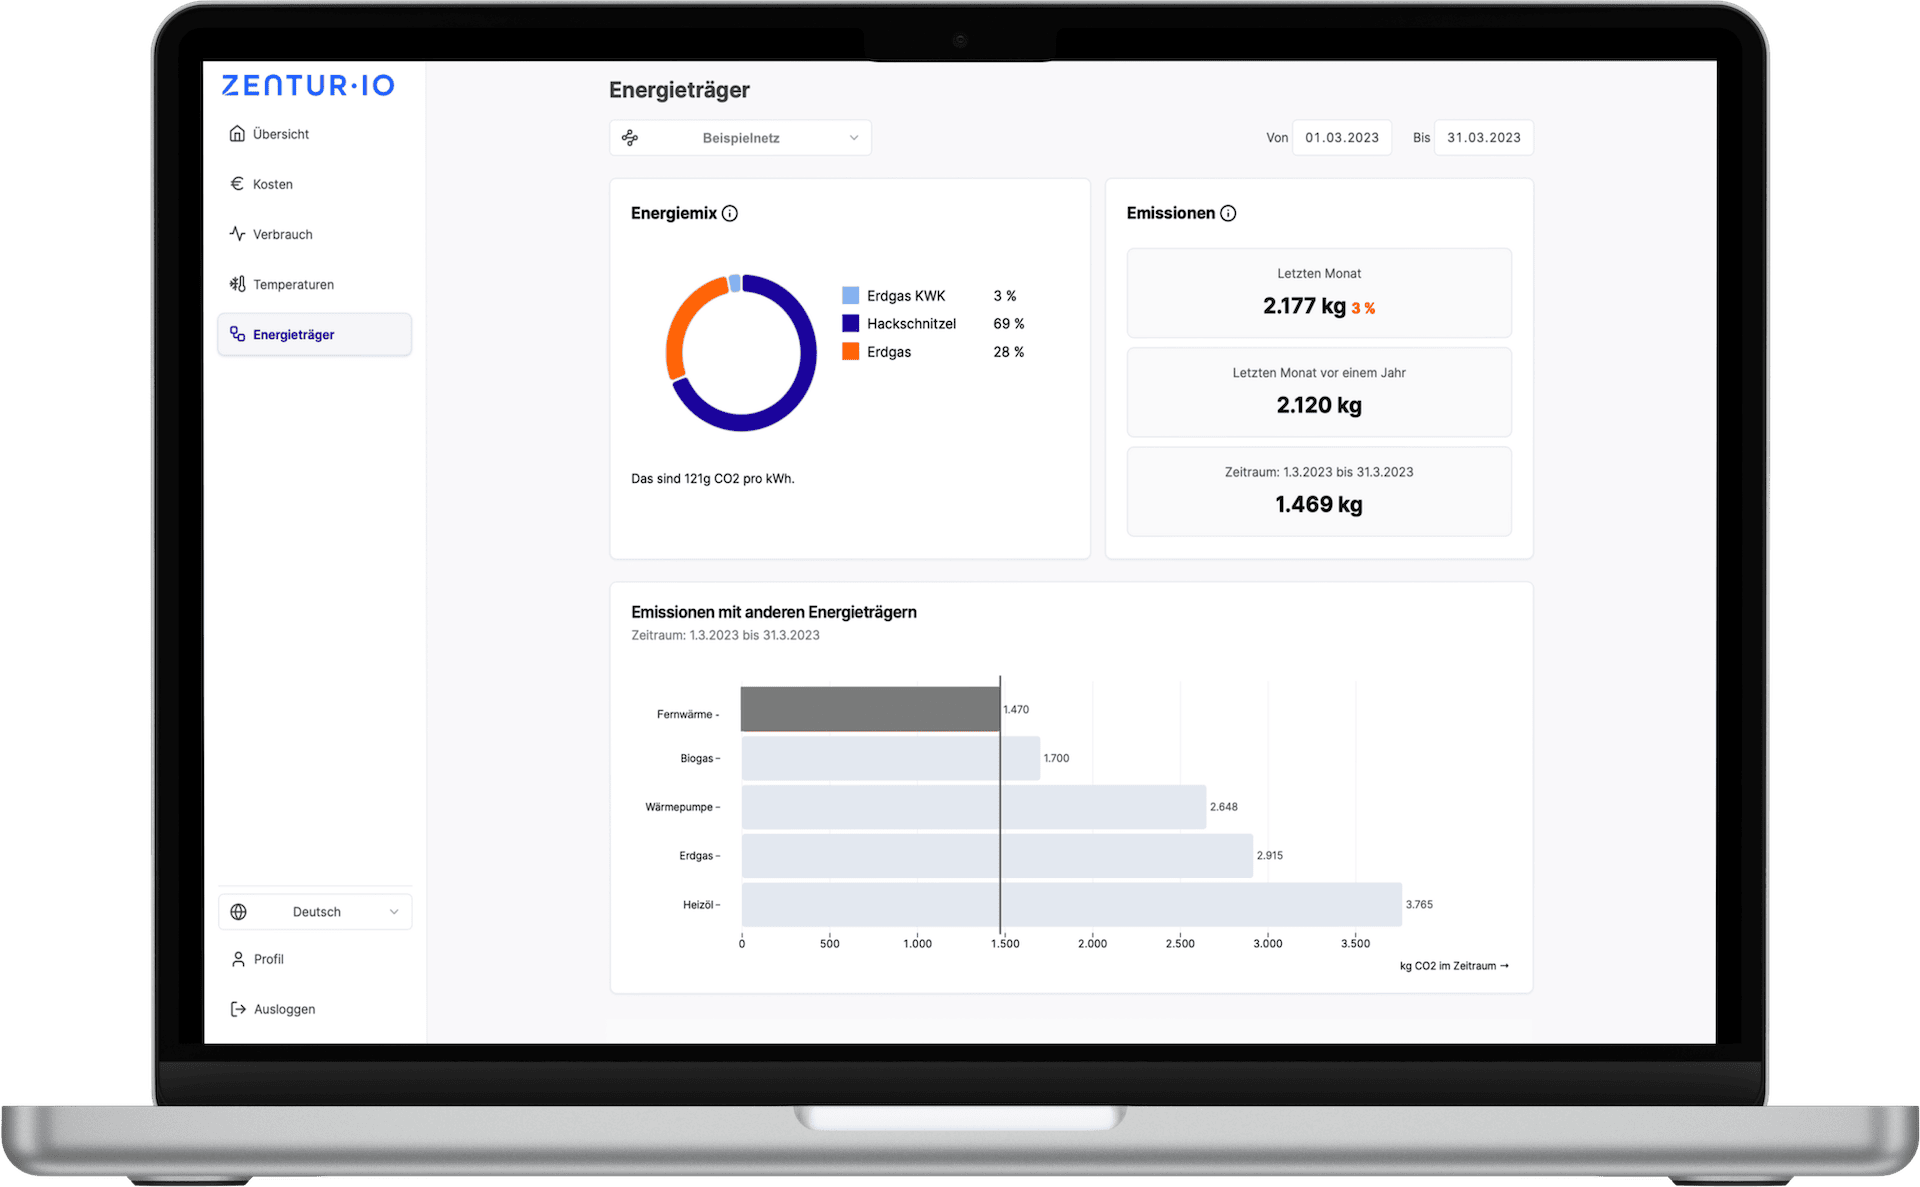 ZENTUR·IO
Übersicht
Kosten
Verbrauch
Temperaturen
Energieträger
Deutsch
Profil
Ausloggen
Energieträger
Beispielnetz
Von 01.03.2023 Bis 31.03.2023
Energiemix
Erdgas KWK 3 %
Hackschnitzel 69 %
Erdgas 28 %
Das sind 121g CO2 pro kWh.
Emissionen
Letzten Monat
2.177 kg 3 %
Letzten Monat vor einem Jahr
2.120 kg
Zeitraum: 1.3.2023 bis 31.3.2023
1.469 kg
Emissionen mit anderen Energieträgern
Zeitraum: 1.3.2023 bis 31.3.2023
Fernwärme 1.470
Biogas 1.700
Wärmepumpe 2.648
Erdgas 2.915
Heizöl 3.765
0 500 1.000 1.500 2.000 2.500 3.000 3.500
kg CO2 im Zeitraum →